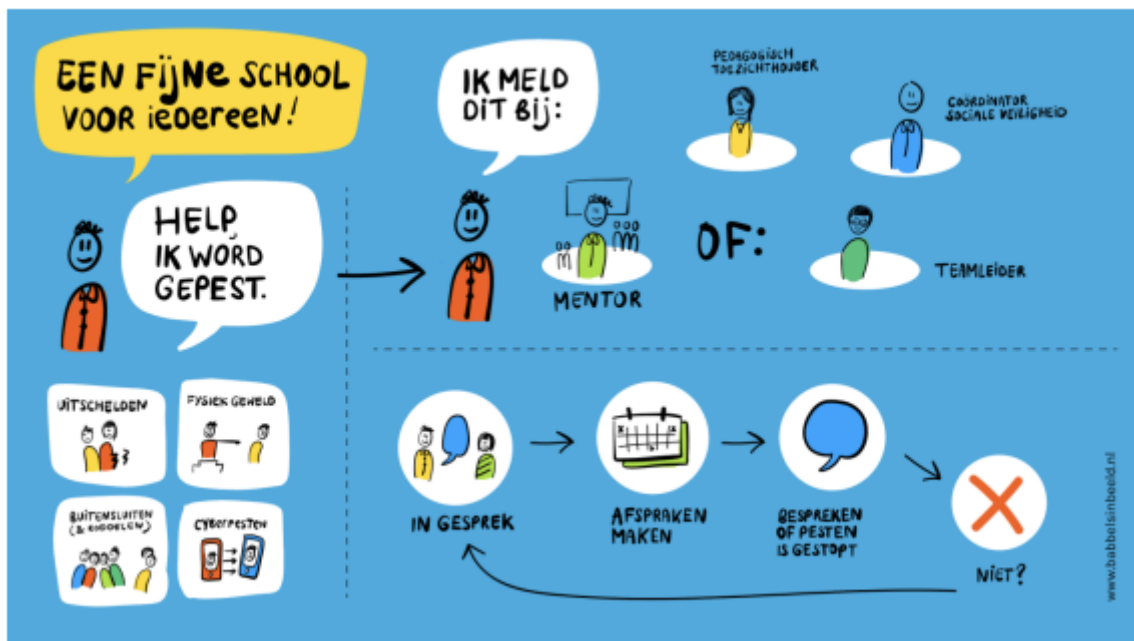 EEN FIJNE SCHOOL
VOOR IEDEREEN!
HELP,
IK WORD
GEPEST.
UITSCHELDEN
FYSIEK GEWELD
BUITENSLUITEN
(& RODDELEN)
CYBERPESTEN
IK MELD
DIT BIJ:
MENTOR
OF:
PEDAGOGISCH
TOEZICHTHOUDER
COÖRDINATOR
SOCIALE VEILIGHEID
TEAMLEIDER
IN GESPREK
AFSPRAKEN
MAKEN
BESPREKEN
OF PESTEN
IS GESTOPT
NIET?
www.babbelsinbeeld.nl